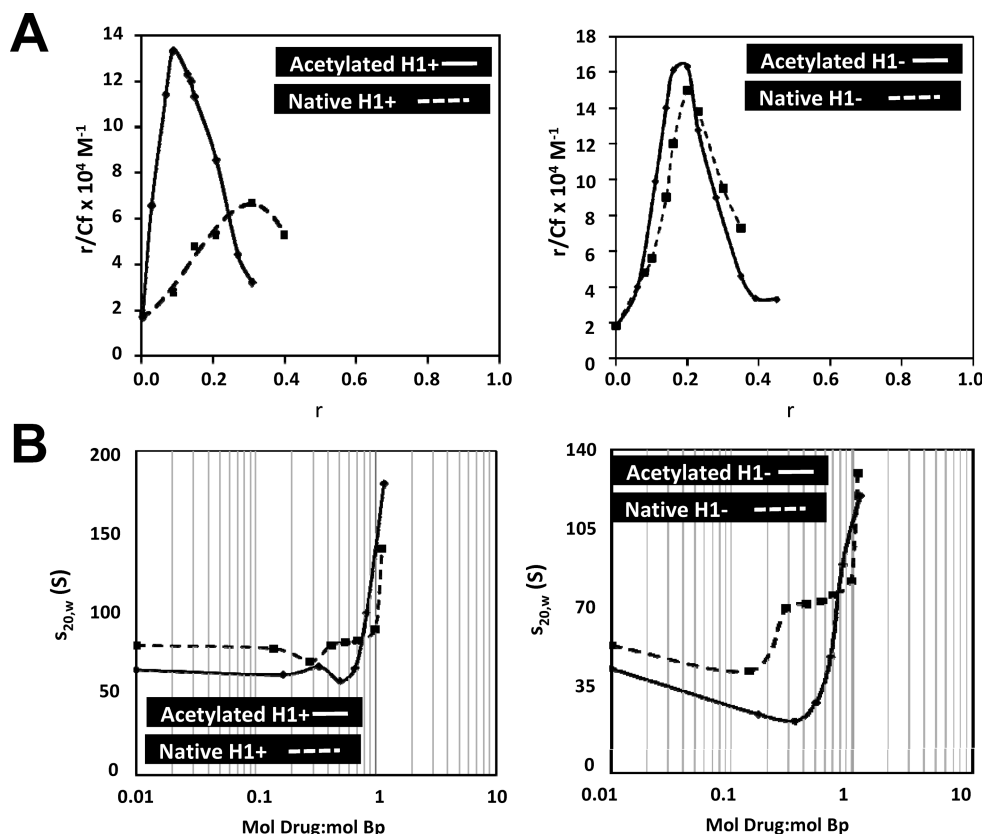 A
14
12
10
8
6
4
2
0
0.0 0.2 0.4 0.6 0.8 1.0
r/Cf x 10⁴ M⁻¹
r
Acetylated H1+
Native H1+
18
16
14
12
10
8
6
4
2
0
0.0 0.2 0.4 0.6 0.8 1.0
r/Cf x 10⁴ M⁻¹
r
Acetylated H1-
Native H1-
B
200
150
100
50
0
0.01 0.1 1 10
s20,w (S)
Mol Drug:mol Bp
Acetylated H1+
Native H1+
140
105
70
35
0
0.01 0.1 1 10
s20,w (S)
Mol Drug:mol Bp
Acetylated H1-
Native H1-